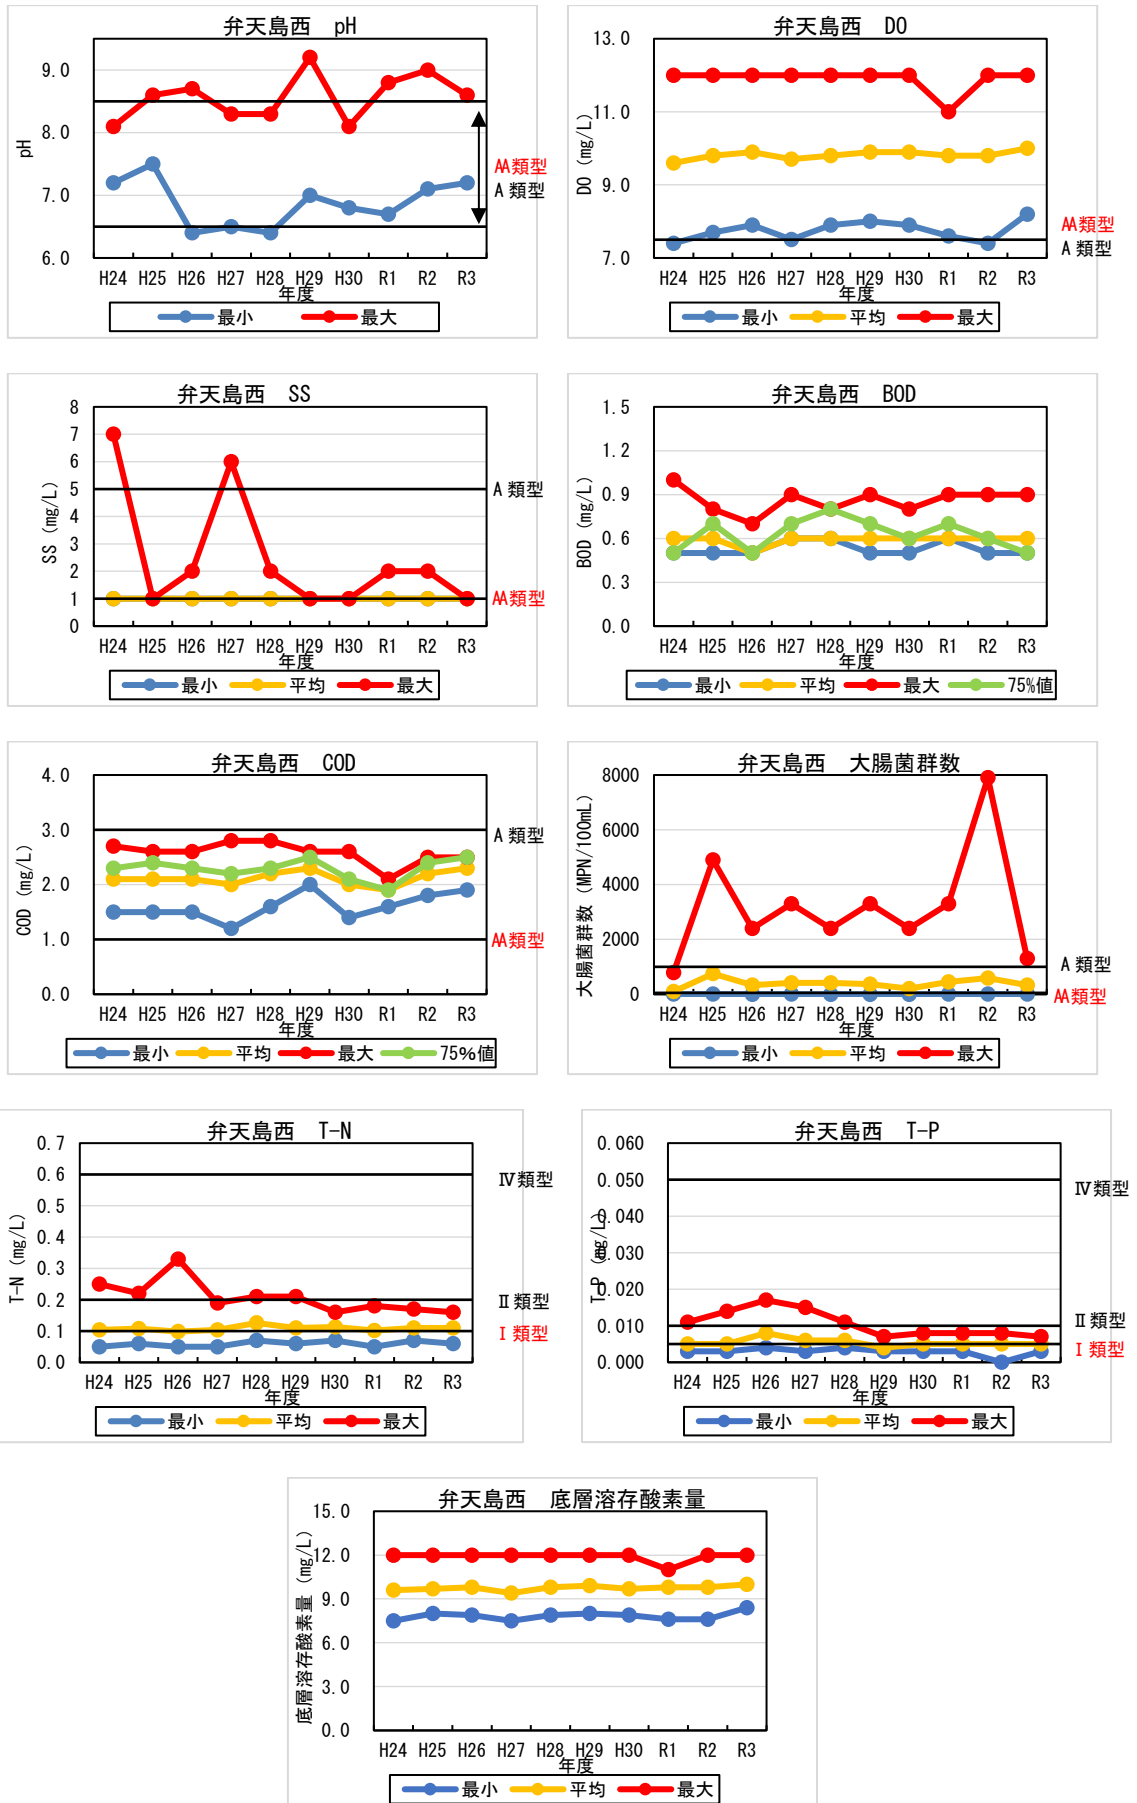 弁天島西　pH
9.0
8.0
7.0
6.0
pH
AA類型
A 類型
H24 H25 H26 H27 H28 H29 H30 R1 R2 R3
年度
最小 最大
弁天島西　DO
13.0
11.0
9.0
7.0
DO (mg/L)
AA類型
A 類型
H24 H25 H26 H27 H28 H29 H30 R1 R2 R3
年度
最小 平均 最大
弁天島西　SS
8
7
6
5
4
3
2
1
0
SS (mg/L)
A 類型
AA類型
H24 H25 H26 H27 H28 H29 H30 R1 R2 R3
年度
最小 平均 最大
弁天島西　BOD
1.5
1.2
0.9
0.6
0.3
0.0
BOD (mg/L)
H24 H25 H26 H27 H28 H29 H30 R1 R2 R3
年度
最小 平均 最大 75%値
弁天島西　COD
4.0
3.0
2.0
1.0
0.0
COD (mg/L)
A 類型
AA類型
H24 H25 H26 H27 H28 H29 H30 R1 R2 R3
年度
最小 平均 最大 75%値
弁天島西　大腸菌群数
8000
6000
4000
2000
0
大腸菌群数 (MPN/100mL)
A 類型
AA類型
H24 H25 H26 H27 H28 H29 H30 R1 R2 R3
年度
最小 平均 最大
弁天島西　T-N
0.7
0.6
0.5
0.4
0.3
0.2
0.1
0.0
T-N (mg/L)
Ⅳ類型
Ⅱ類型
Ⅰ類型
H24 H25 H26 H27 H28 H29 H30 R1 R2 R3
年度
最小 平均 最大
弁天島西　T-P
0.060
0.050
0.040
0.030
0.020
0.010
0.000
T-P (mg/L)
Ⅳ類型
Ⅱ類型
Ⅰ類型
H24 H25 H26 H27 H28 H29 H30 R1 R2 R3
年度
最小 平均 最大
弁天島西　底層溶存酸素量
15.0
12.0
9.0
6.0
3.0
0.0
底層溶存酸素量 (mg/L)
H24 H25 H26 H27 H28 H29 H30 R1 R2 R3
年度
最小 平均 最大